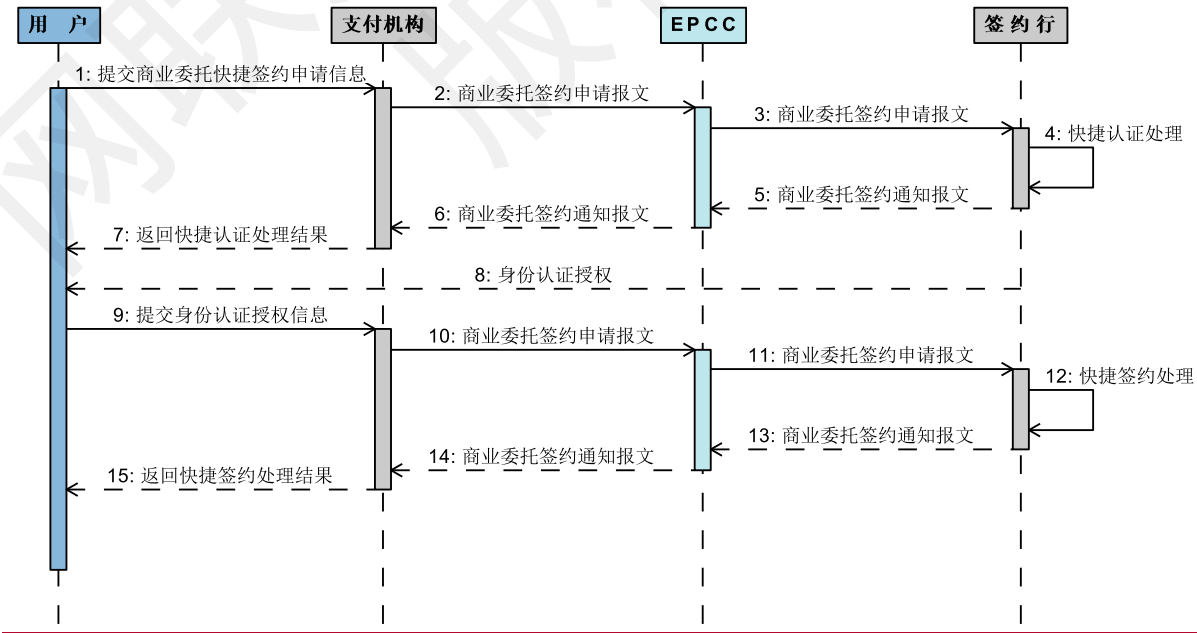 用 户
支付机构
EPCC
签约行
1: 提交商业委托快捷签约申请信息
2: 商业委托签约申请报文
3: 商业委托签约申请报文
4: 快捷认证处理
5: 商业委托签约通知报文
6: 商业委托签约通知报文
7: 返回快捷认证处理结果
8: 身份认证授权
9: 提交身份认证授权信息
10: 商业委托签约申请报文
11: 商业委托签约申请报文
12: 快捷签约处理
13: 商业委托签约通知报文
14: 商业委托签约通知报文
15: 返回快捷签约处理结果
网联
版